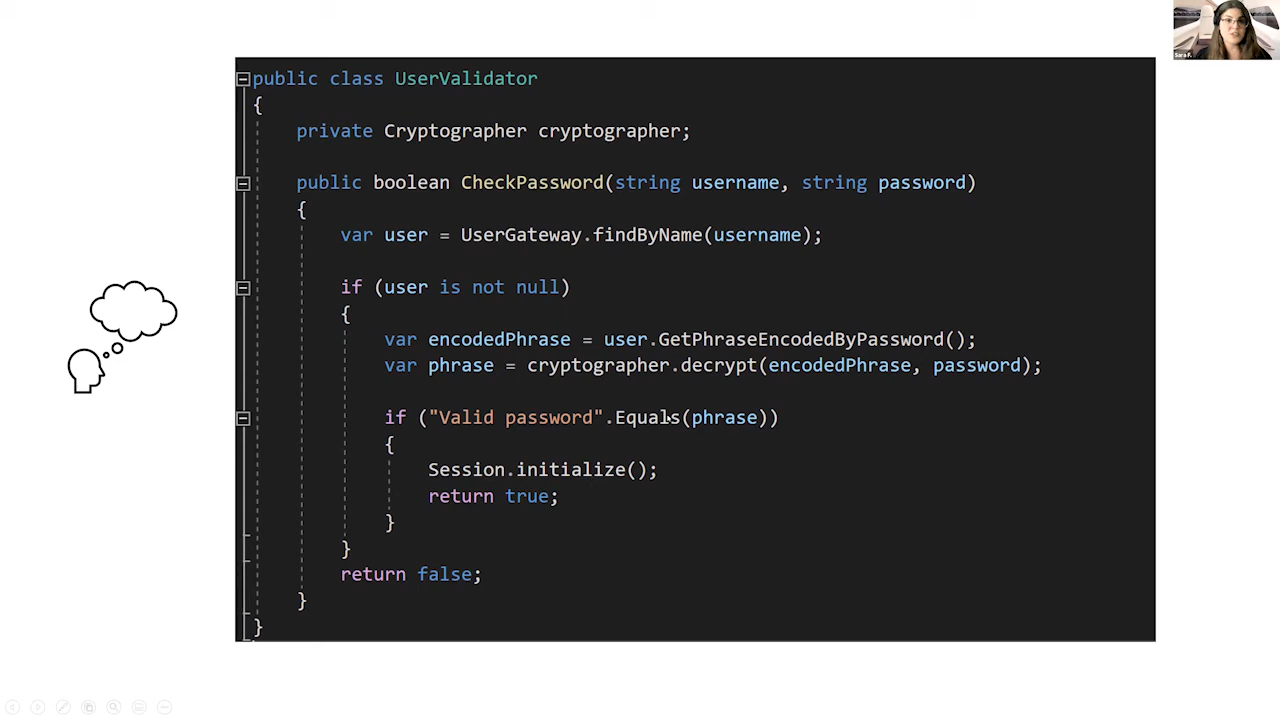 public class UserValidator
{
private Cryptographer cryptographer;
public boolean CheckPassword(string username, string password)
{
var user = UserGateway.findByName(username);
if (user is not null)
{
var encodedPhrase = user.GetPhraseEncodedByPassword();
var phrase = cryptographer.decrypt(encodedPhrase, password);
if ("Valid password".Equals(phrase))
{
Session.initialize();
return true;
}
}
return false;
}
}
Sara F.